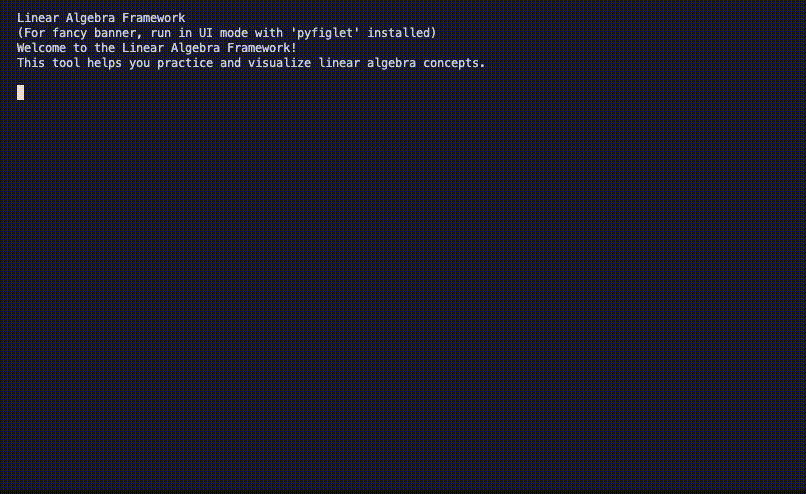 Linear Algebra Framework
(For fancy banner, run in UI mode with 'pyfiglet' installed)
Welcome to the Linear Algebra Framework!
This tool helps you practice and visualize linear algebra concepts.